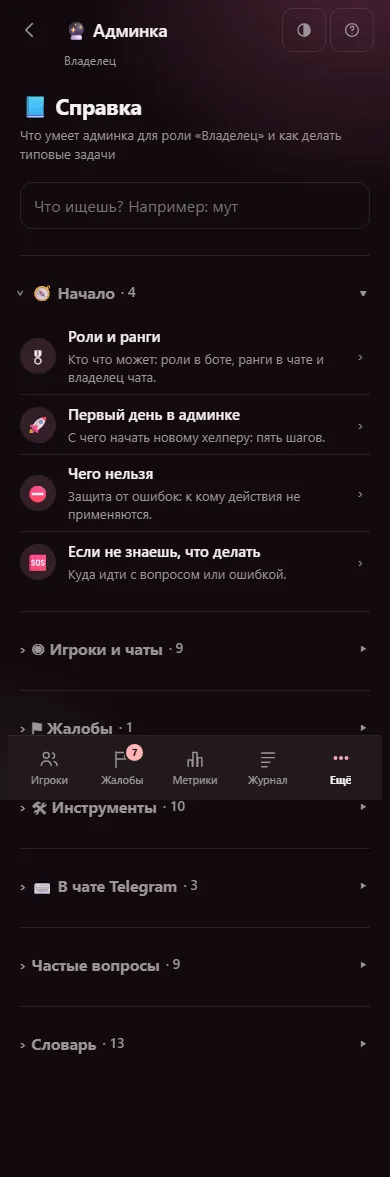 Админка
Владелец
Справка
Что умеет админка для роли «Владелец» и как делать
типовые задачи
Что ищешь? Например: мут
Начало · 4
Роли и ранги
Кто что может: роли в боте, ранги в чате и
владелец чата.
Первый день в админке
С чего начать новому хелперу: пять шагов.
Чего нельзя
Защита от ошибок: к кому действия не
применяются.
SOS
Если не знаешь, что делать
Куда идти с вопросом или ошибкой.
Игроки и чаты · 9
Жалобы · 1
7
Игроки
Жалобы
Метрики
Журнал
Ещё
Инструменты · 10
В чате Telegram · 3
Частые вопросы · 9
Словарь · 13